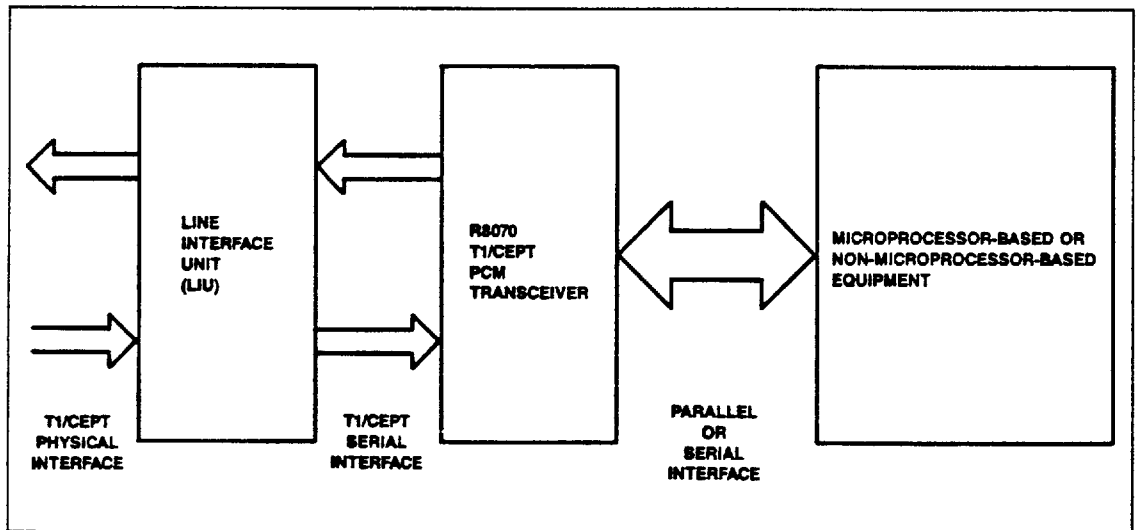 LINE
INTERFACE
UNIT
(LIU)
R8070
T1/CEPT
PCM
TRANSCEIVER
MICROPROCESSOR-BASED OR
NON-MICROPROCESSOR-BASED
EQUIPMENT
T1/CEPT
PHYSICAL
INTERFACE
T1/CEPT
SERIAL
INTERFACE
PARALLEL
OR
SERIAL
INTERFACE